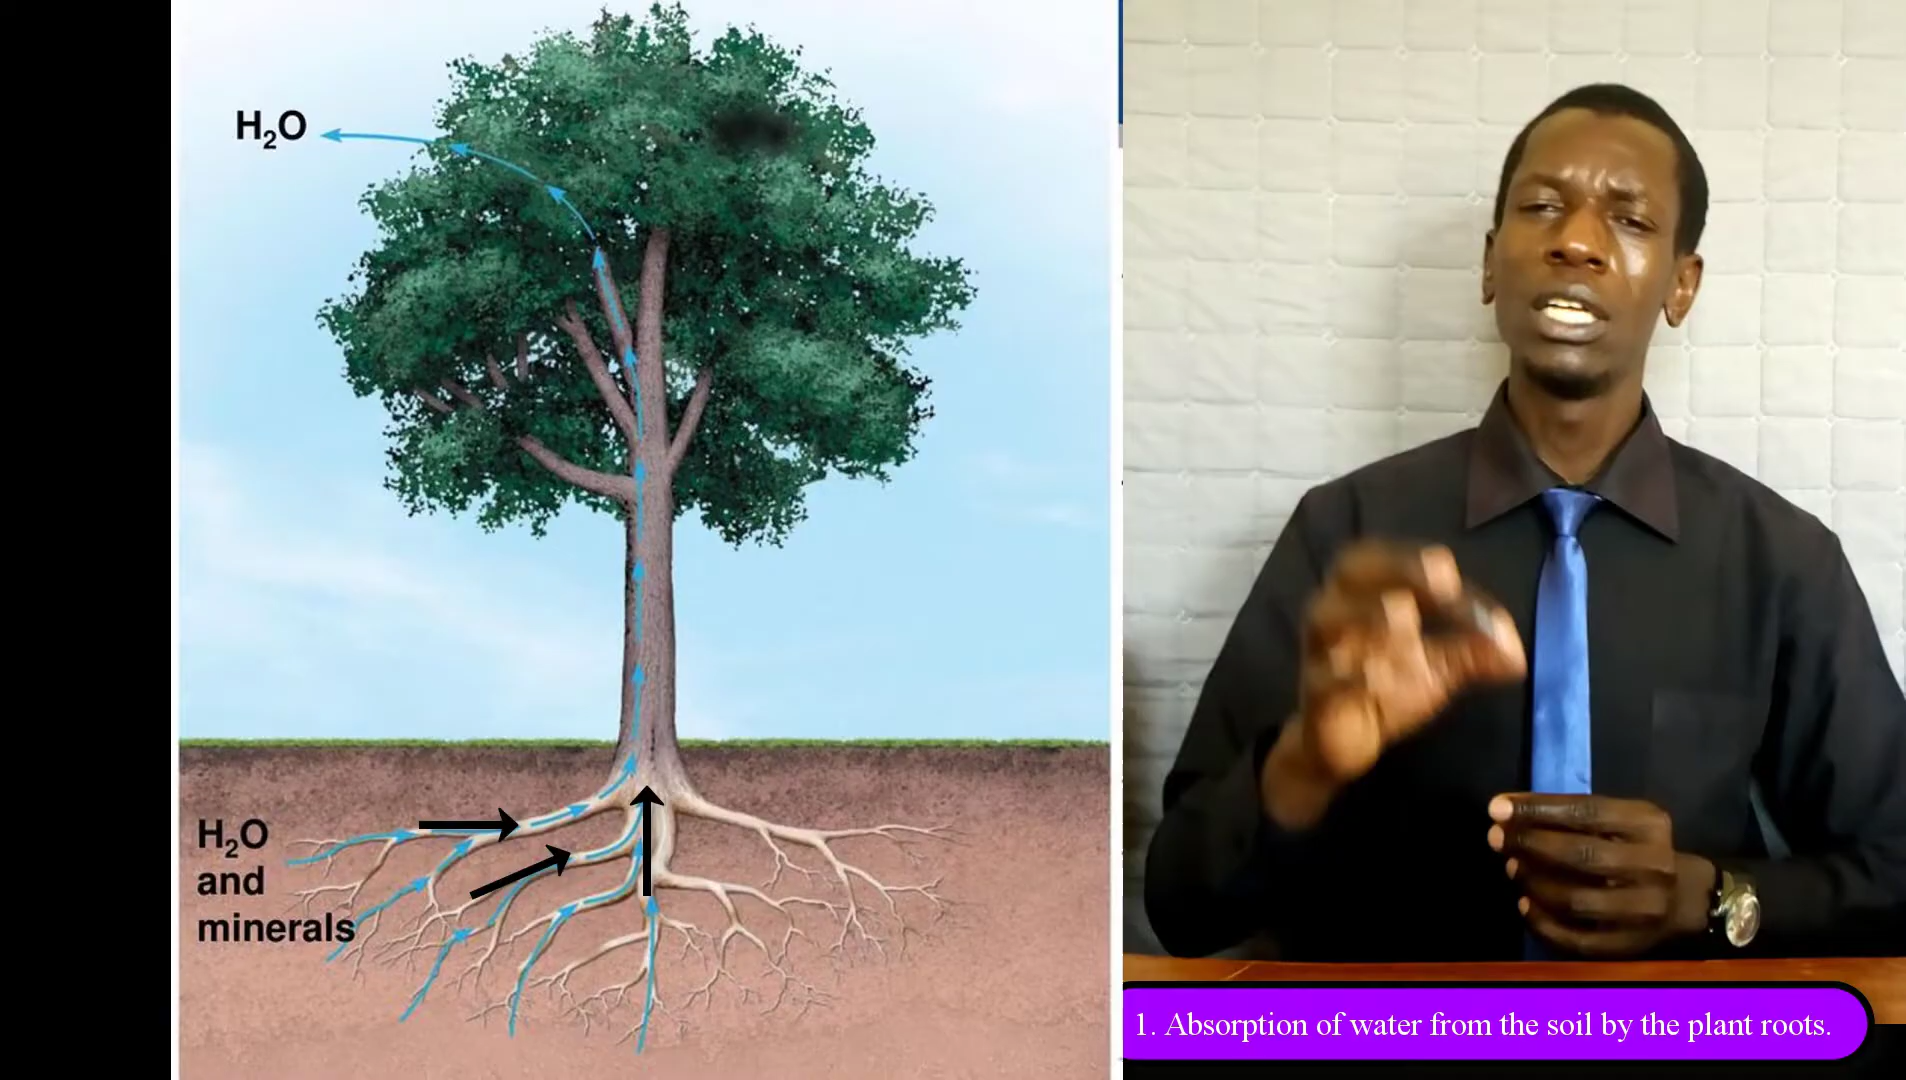 H₂O
H₂O
and
minerals
1. Absorption of water from the soil by the plant roots.